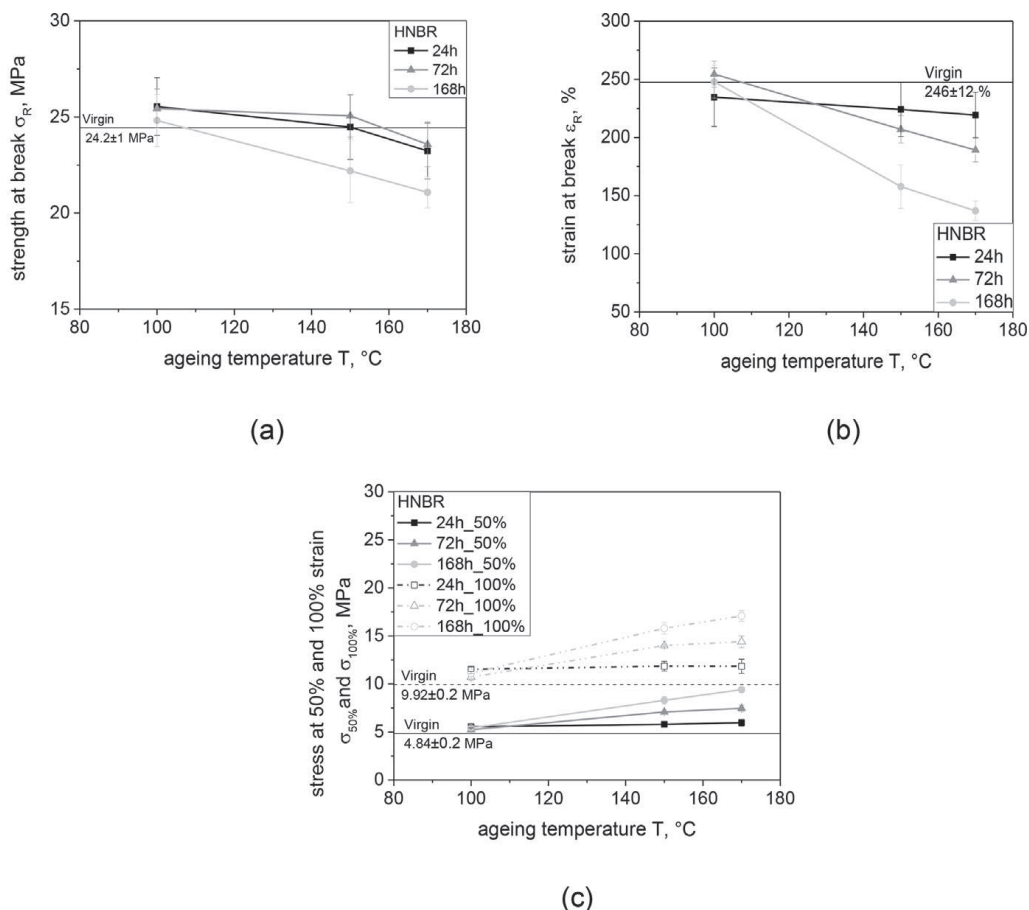 30
25
20
15
80
100
120
140
160
180
strength at break σR, MPa
ageing temperature T, °C
HNBR
24h
72h
168h
Virgin
24.2±1 MPa
(a)
300
250
200
150
100
50
80
100
120
140
160
180
strain at break εR, %
ageing temperature T, °C
Virgin
246±12 %
HNBR
24h
72h
168h
(b)
30
25
20
15
10
5
0
80
100
120
140
160
180
stress at 50% and 100% strain
σ50% and σ100%, MPa
ageing temperature T, °C
HNBR
24h_50%
72h_50%
168h_50%
24h_100%
72h_100%
168h_100%
Virgin
9.92±0.2 MPa
Virgin
4.84±0.2 MPa
(c)